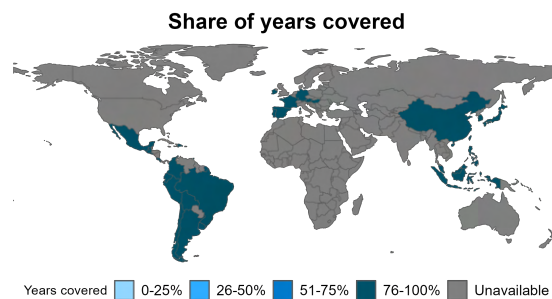 Share of years covered
Years covered 0-25% 26-50% 51-75% 76-100% Unavailable